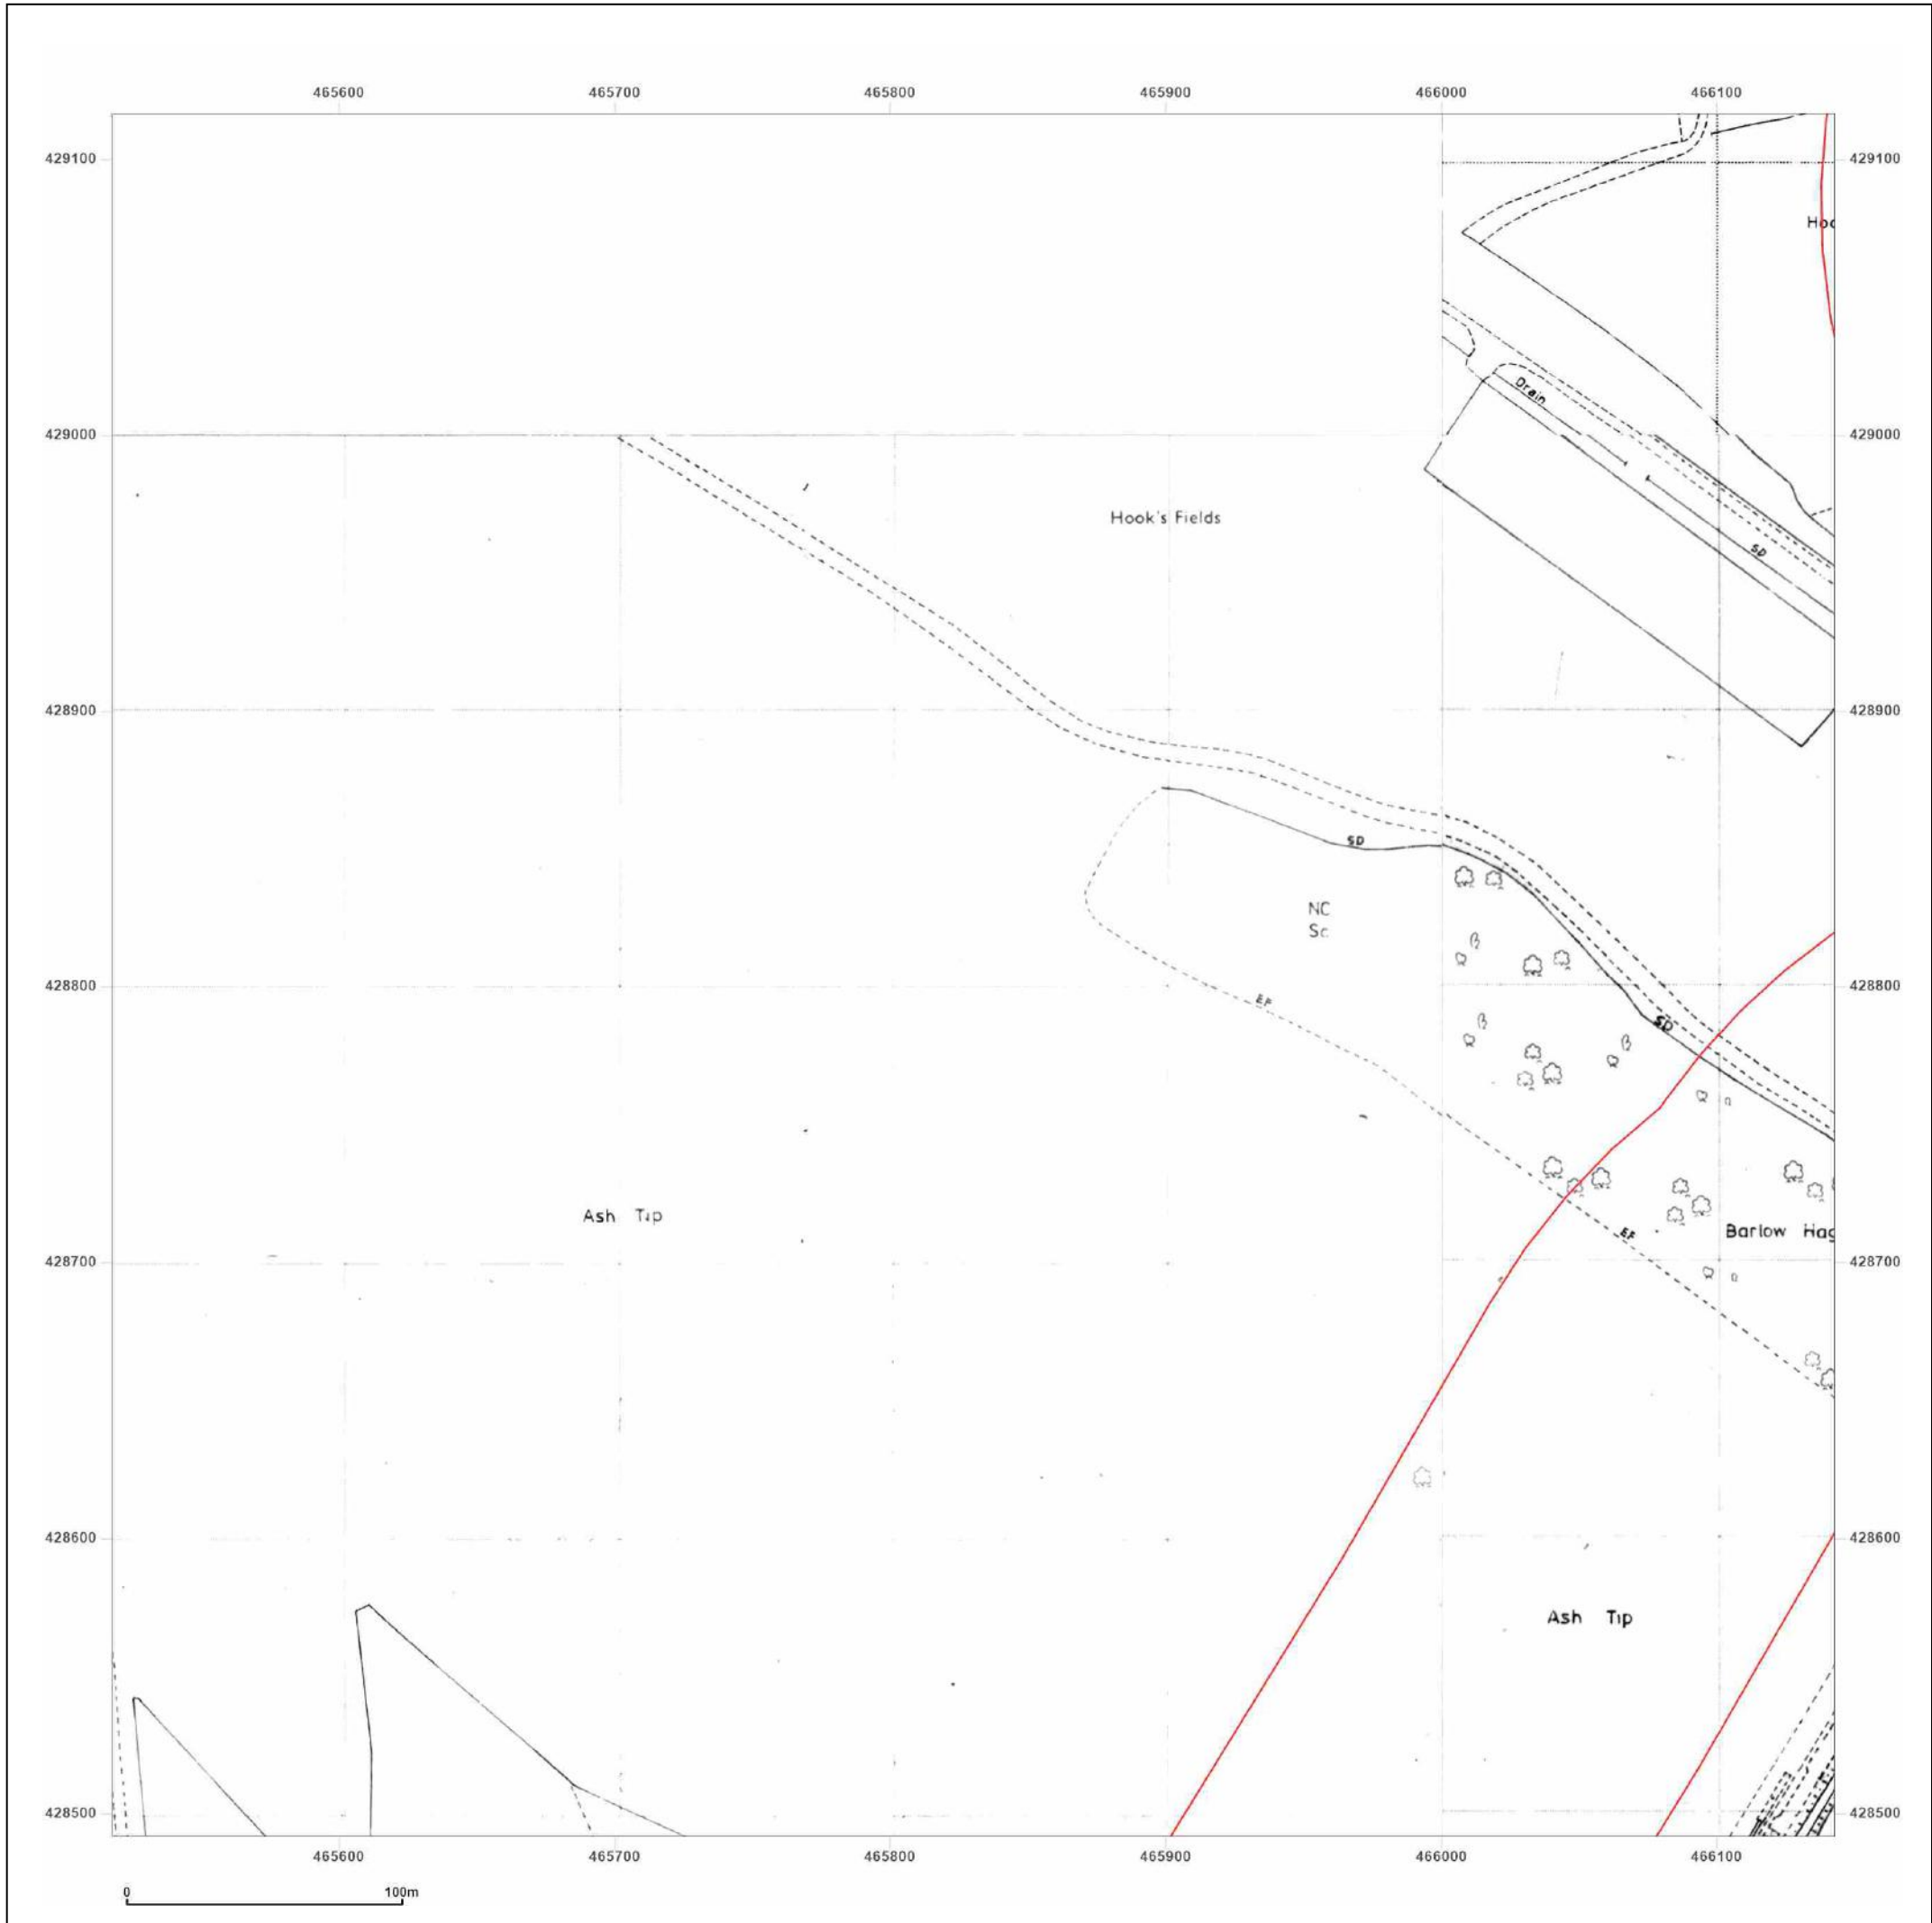 465600 465700 465800 465900 466000 466100
429100 429100
Hoo
Drain
429000 429000
Hook's Fields
SD
428900 428900
SD
NC
Sc
428800 428800
EF
SD
Ash Tip
EF
Barlow Hag
428700 428700
428600 428600
Ash Tip
428500 428500
465600 465700 465800 465900 466000 466100
0 100m